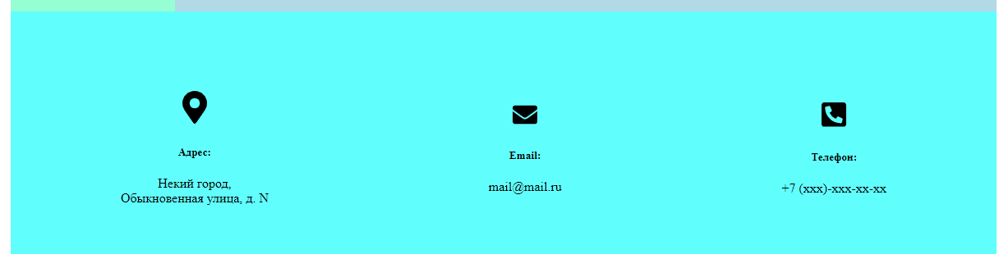 Адрес:
Некий город,
Обыкновенная улица, д. N
Email:
mail@mail.ru
Телефон:
+7 (xxx)-xxx-xx-xx